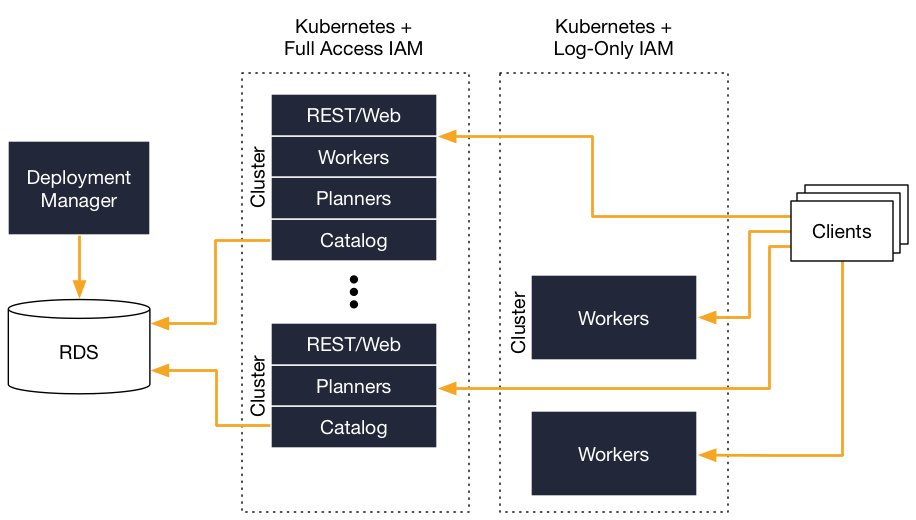 Kubernetes +
Full Access IAM
Kubernetes +
Log-Only IAM
Deployment
Manager
RDS
Cluster
REST/Web
Workers
Planners
Catalog
Cluster
REST/Web
Planners
Catalog
Cluster
Workers
Workers
Clients